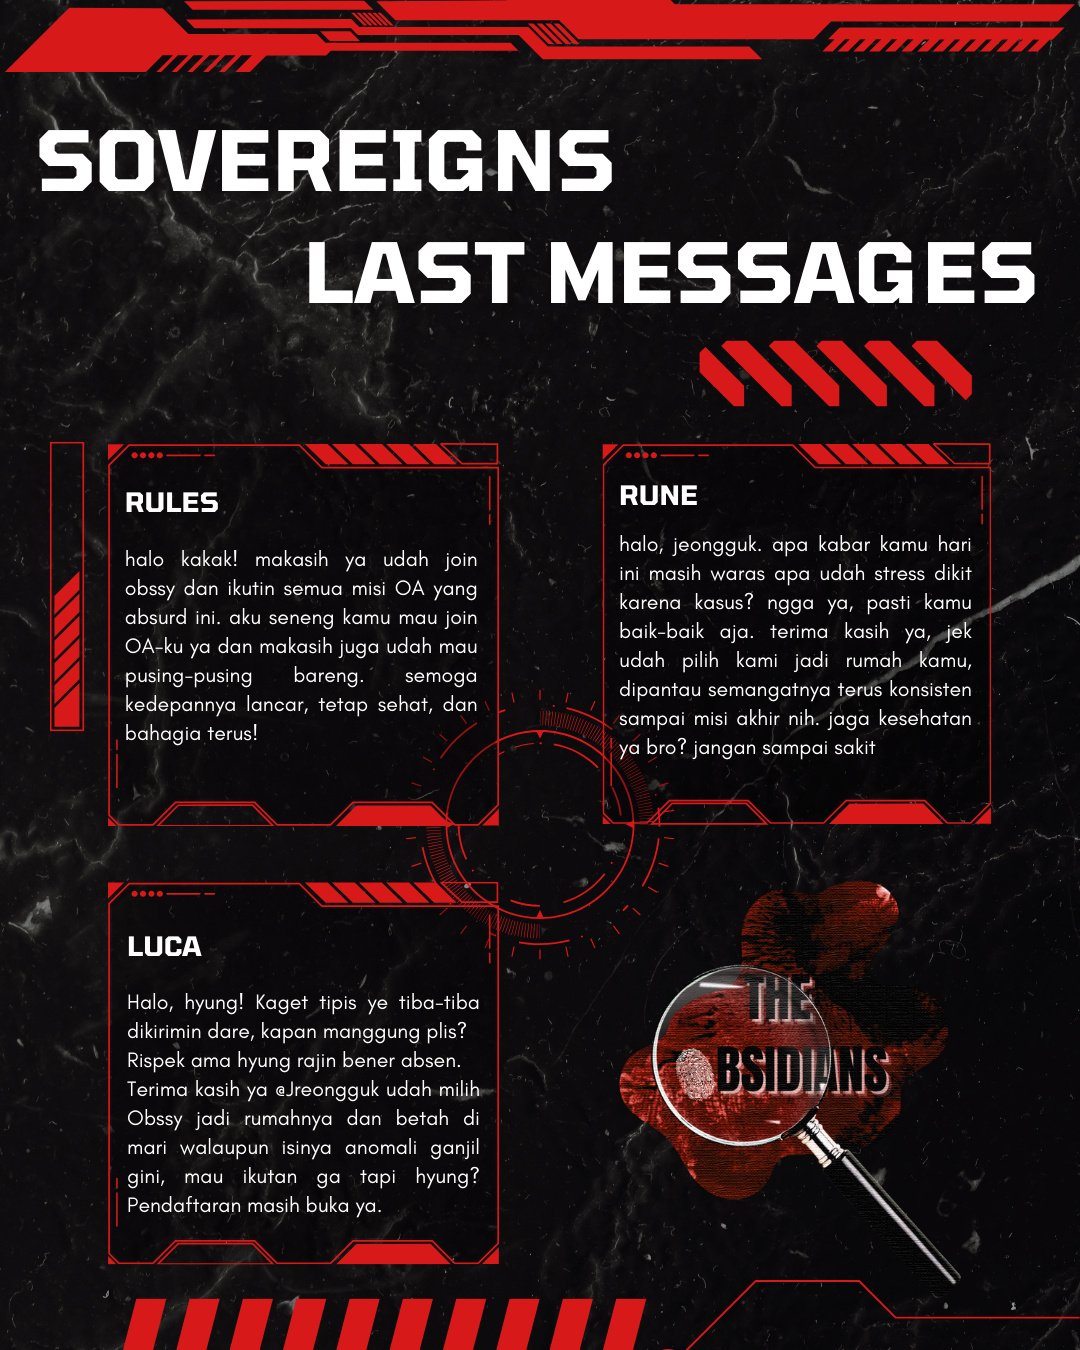 SOVEREIGNS
LAST MESSAGES
RULES
halo kakak! makasih ya udah join
obssy dan ikutin semua misi OA yang
absurd ini. aku seneng kamu mau join
OA-ku ya dan makasih juga udah mau
pusing-pusing bareng. semoga
kedepannya lancar, tetap sehat, dan
bahagia terus!
RUNE
halo, jeongguk. apa kabar kamu hari
ini masih waras apa udah stress dikit
karena kasus? ngga ya, pasti kamu
baik-baik aja. terima kasih ya, jek
udah pilih kami jadi rumah kamu,
dipantau semangatnya terus konsisten
sampai misi akhir nih. jaga kesehatan
ya bro? jangan sampai sakit
LUCA
Halo, hyung! Kaget tipis ye tiba-tiba
dikirimin dare, kapan manggung plis?
Rispek ama hyung rajin bener absen.
Terima kasih ya @Jreongguk udah milih
Obssy jadi rumahnya dan betah di
mari walaupun isinya anomali ganjil
gini, mau ikutan ga tapi hyung?
Pendaftaran masih buka ya.
THE
BSIDIANS